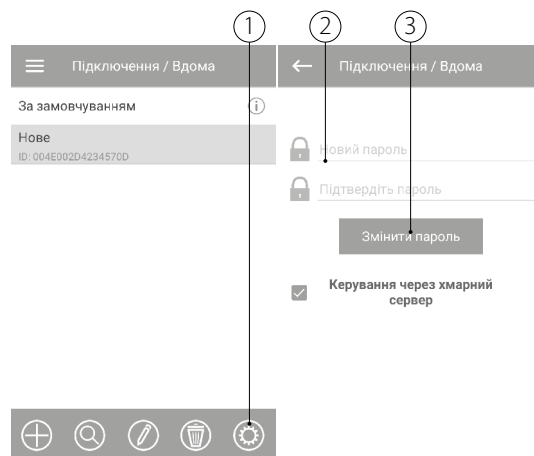 1
2
3
Підключення / Вдома
Підключення / Вдома
За замовчуванням
Нове
ID: 004E002D4234570D
Новий пароль
Підтвердіть пароль
Змінити пароль
Керування через хмарний
сервер